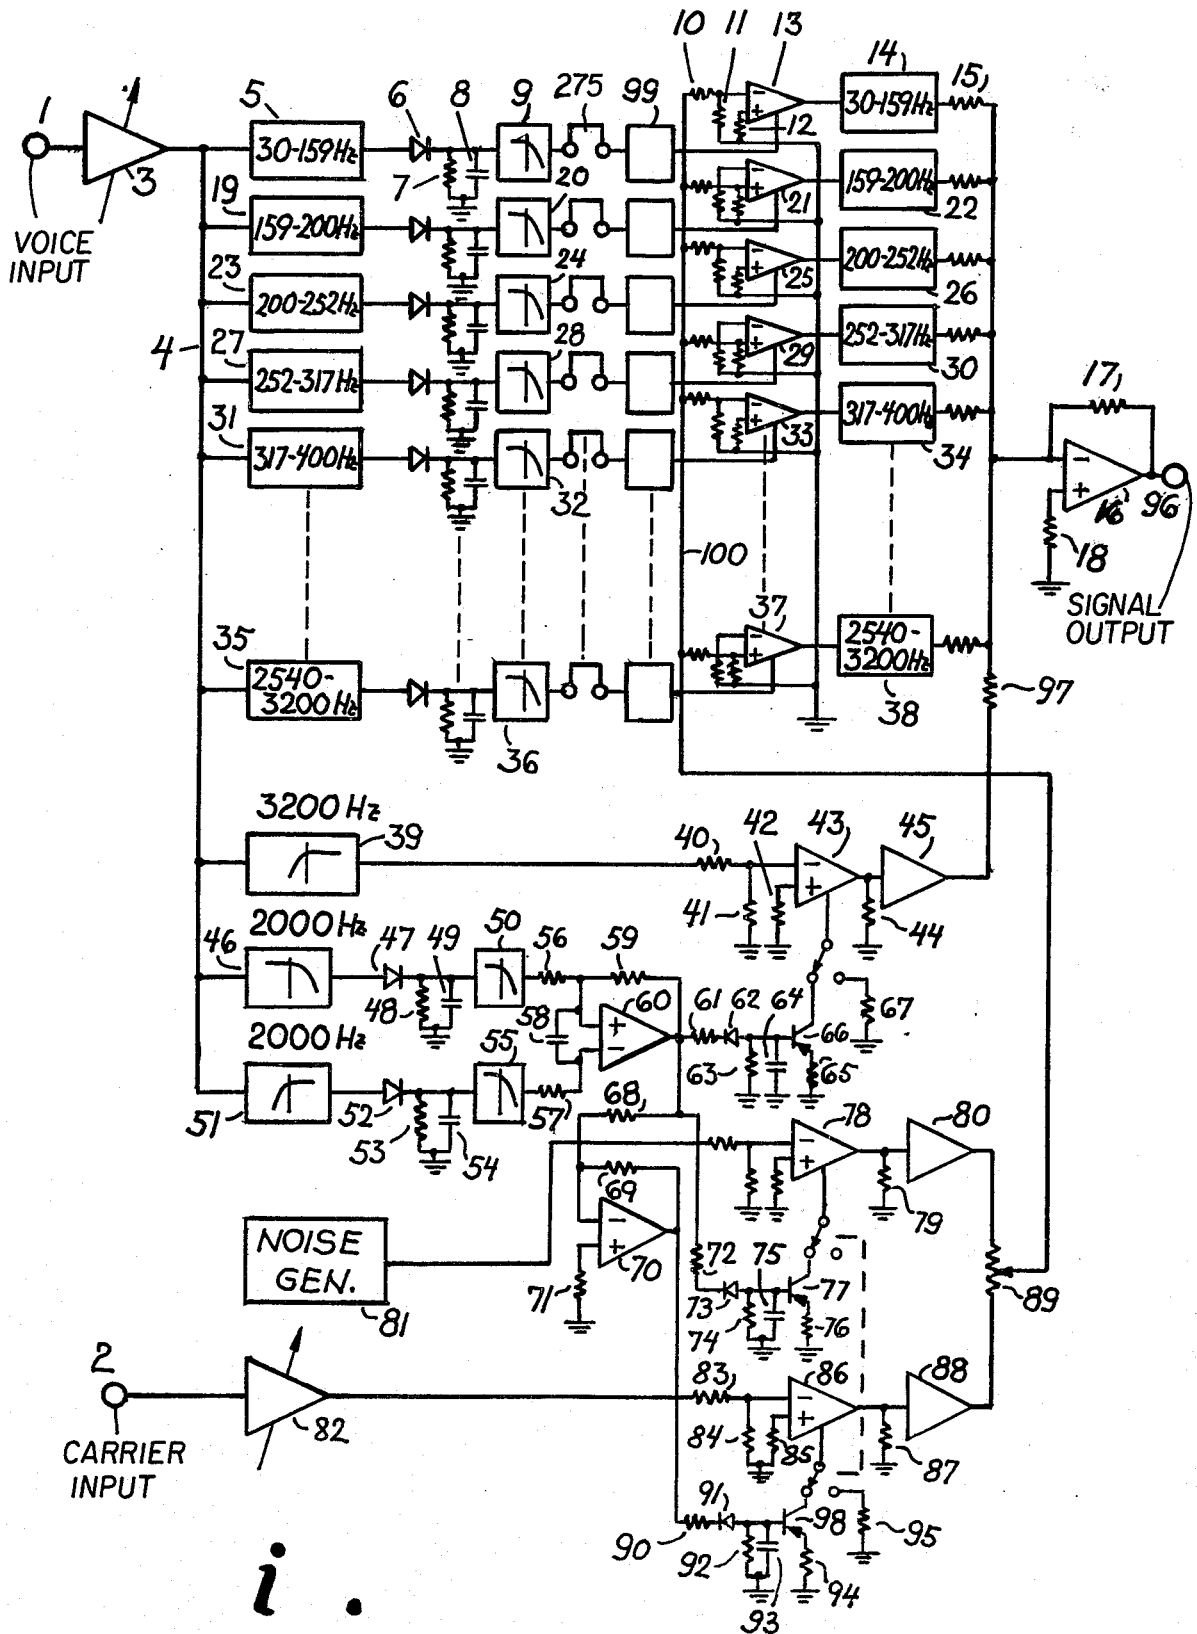 10 11 13
14 15
1 5 6 8 9 275 99
30-159Hz 30-159Hz
3 7 12
19 20
159-200Hz 159-200Hz
21 22
VOICE
INPUT
23 24
200-252Hz 200-252Hz
25 26
4 27 28
252-317Hz 252-317Hz
29 30
17
31
317-400Hz 317-400Hz
32 33 34
16 96
18
100
SIGNAL
OUTPUT
35 37
2540-
3200Hz
2540-
3200Hz
36 38 97
3200 Hz
39 40 42 43 45
41 44
2000Hz
46 47 49 50 56 59
48 58 60 61 62 64 66 67
2000Hz
55 63 65
51 52 57 68 78 80
53 54 69 79
NOISE
GEN.
70 71 72 75 77
73 74 76 89
81
2 83 86 88
82 84 85 87
CARRIER
INPUT
91 98 95
90 92 94
93
i .